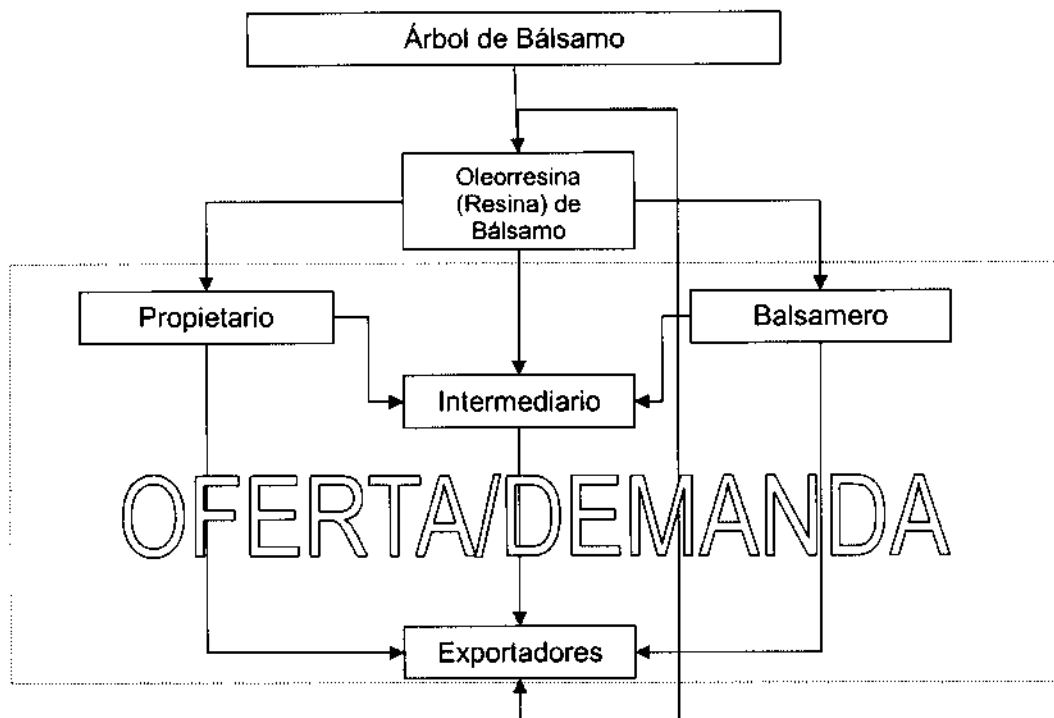 Árbol de Bálsamo
Oleorresina
(Resina) de
Bálsamo
Propietario
Balsamero
Intermediario
OFERTA/DEMANDA
Exportadores